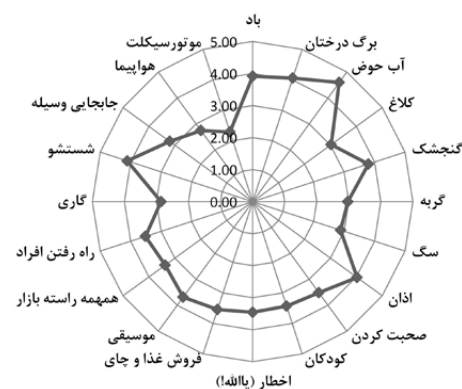 باد
برگ درختان
آب حوض
کلاغ
گنجشک
گربه
سگ
اذان
صحبت کردن
کودکان
اخطار (یاالله!)
فروش غذا و چای
موسیقی
همهمه راسته بازار
راه رفتن افراد
گاری
شستشو
جابجایی وسیله
هواپیما
موتورسیکلت
5.00
4.00
3.00
2.00
1.00
0.00